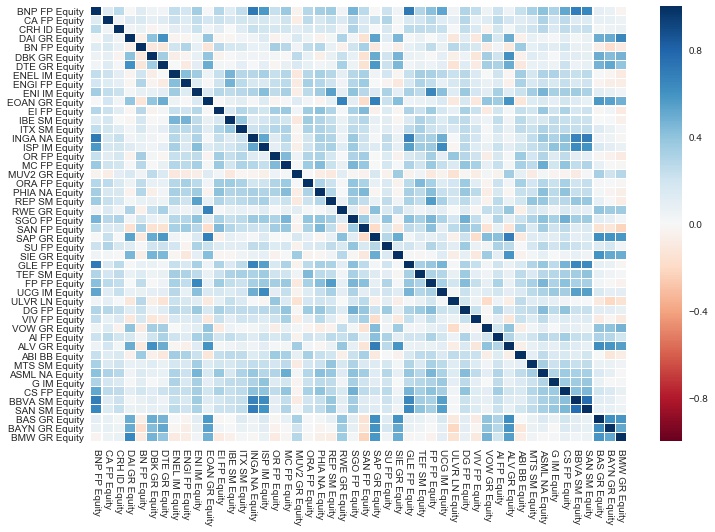 BNP FP Equity
CA FP Equity
CRH ID Equity
DAI GR Equity
BN FP Equity
DBK GR Equity
DTE GR Equity
ENEL IM Equity
ENGI FP Equity
ENI IM Equity
EOAN GR Equity
EI FP Equity
IBE SM Equity
ITX SM Equity
INGA NA Equity
ISP IM Equity
OR FP Equity
MC FP Equity
MUV2 GR Equity
ORA FP Equity
PHIA NA Equity
REP SM Equity
RWE GR Equity
SGO FP Equity
SAN FP Equity
SAP GR Equity
SU FP Equity
SIE GR Equity
GLE FP Equity
TEF SM Equity
FP FP Equity
UCG IM Equity
ULVR LN Equity
DG FP Equity
VIV FP Equity
VOW GR Equity
AI FP Equity
ALV GR Equity
ABI BB Equity
MTS SM Equity
ASML NA Equity
G IM Equity
CS FP Equity
BBVA SM Equity
SAN SM Equity
BAS GR Equity
BAYN GR Equity
BMW GR Equity
BNP FP Equity
CA FP Equity
CRH ID Equity
DAI GR Equity
BN FP Equity
DBK GR Equity
DTE GR Equity
ENEL IM Equity
ENGI FP Equity
ENI IM Equity
EOAN GR Equity
EI FP Equity
IBE SM Equity
ITX SM Equity
INGA NA Equity
ISP IM Equity
OR FP Equity
MC FP Equity
MUV2 GR Equity
ORA FP Equity
PHIA NA Equity
REP SM Equity
RWE GR Equity
SGO FP Equity
SAN FP Equity
SAP GR Equity
SU FP Equity
SIE GR Equity
GLE FP Equity
TEF SM Equity
FP FP Equity
UCG IM Equity
ULVR LN Equity
DG FP Equity
VIV FP Equity
VOW GR Equity
AI FP Equity
ALV GR Equity
ABI BB Equity
MTS SM Equity
ASML NA Equity
G IM Equity
CS FP Equity
BBVA SM Equity
SAN SM Equity
BAS GR Equity
BAYN GR Equity
BMW GR Equity
0.8
0.4
0.0
−0.4
−0.8